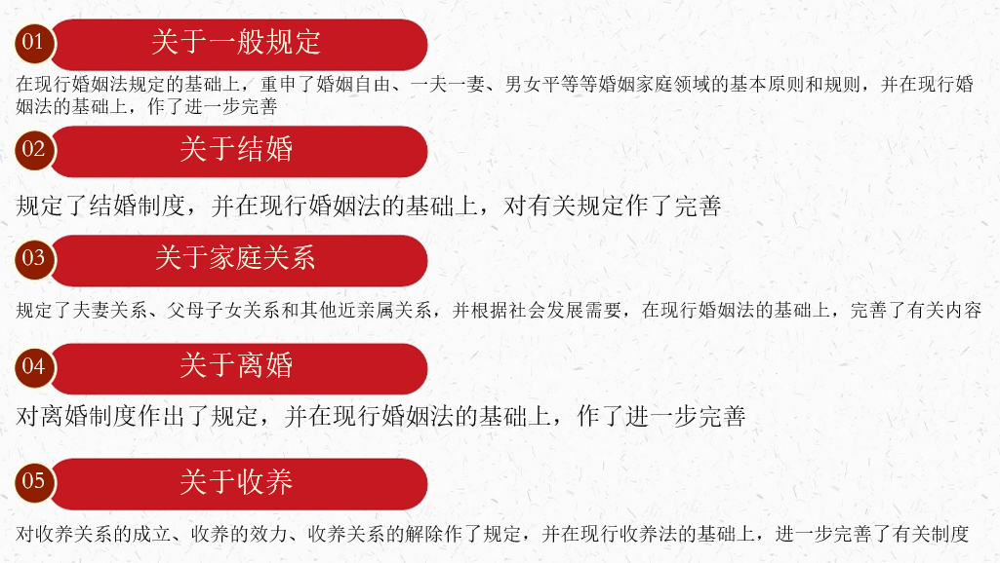 01
关于一般规定
在现行婚姻法规定的基础上，重申了婚姻自由、一夫一妻、男女平等等婚姻家庭领域的基本原则和规则，并在现行婚
姻法的基础上，作了进一步完善
02
关于结婚
规定了结婚制度，并在现行婚姻法的基础上，对有关规定作了完善
03
关于家庭关系
规定了夫妻关系、父母子女关系和其他近亲属关系，并根据社会发展需要，在现行婚姻法的基础上，完善了有关内容
04
关于离婚
对离婚制度作出了规定，并在现行婚姻法的基础上，作了进一步完善
05
关于收养
对收养关系的成立、收养的效力、收养关系的解除作了规定，并在现行收养法的基础上，进一步完善了有关制度